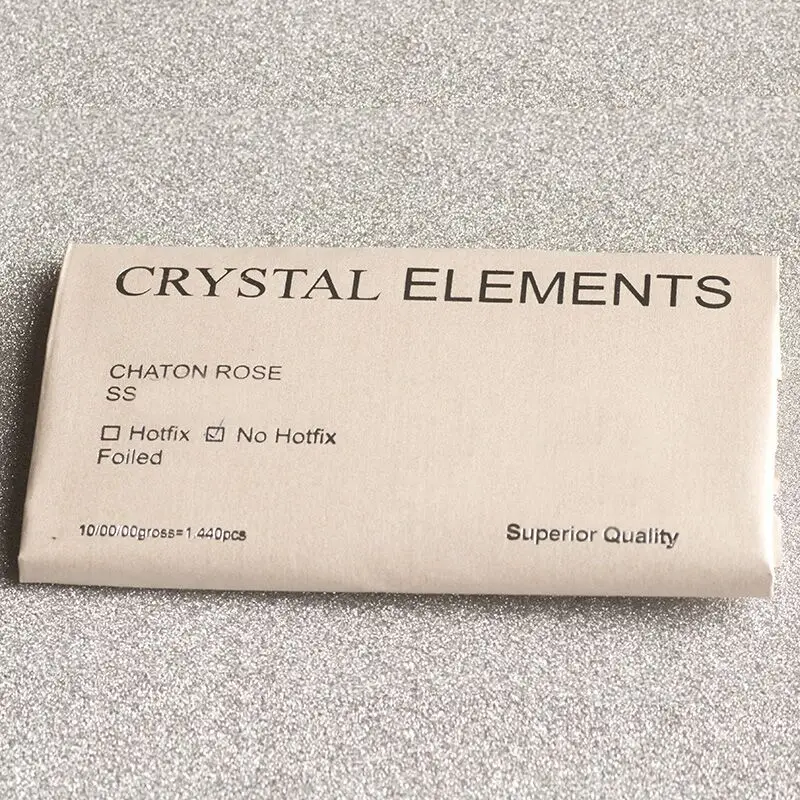 CRYSTAL ELEMENTS
CHATON ROSE
SS
☐ Hotfix ☑ No Hotfix
Foiled
10/00/00gross=1.440pcs
Superior Quality